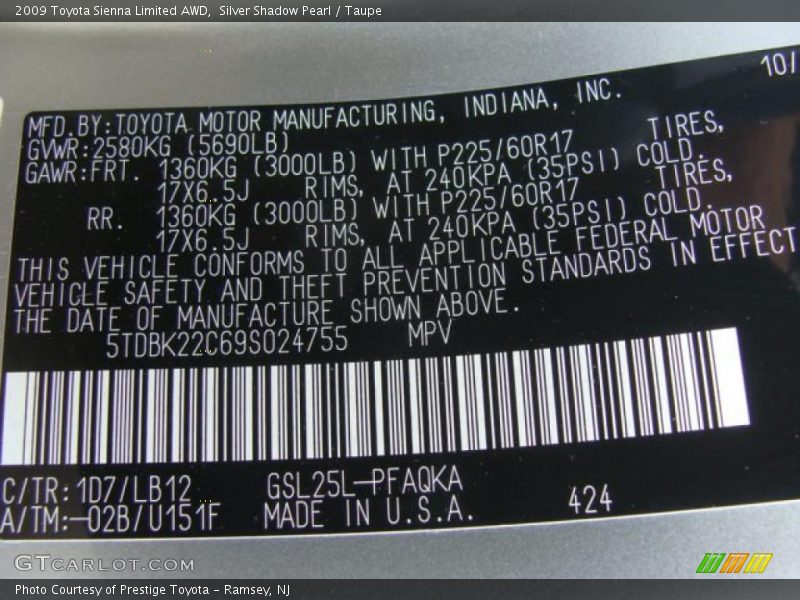 2009 Toyota Sienna Limited AWD,  Silver Shadow Pearl / Taupe
10/
MFD.BY:TOYOTA MOTOR MANUFACTURING, INDIANA, INC.
GVWR:2580KG (5690LB)
GAWR:FRT. 1360KG (3000LB) WITH P225/60R17 TIRES,
17X6.5J RIMS, AT 240KPA (35PSI) COLD.
RR. 1360KG (3000LB) WITH P225/60R17 TIRES,
17X6.5J RIMS, AT 240KPA (35PSI) COLD.
THIS VEHICLE CONFORMS TO ALL APPLICABLE FEDERAL MOTOR
VEHICLE SAFETY AND THEFT PREVENTION STANDARDS IN EFFECT
THE DATE OF MANUFACTURE SHOWN ABOVE.
5TDBK22C69S024755 MPV
C/TR:1D7/LB12 GSL25L-PFAQKA
A/TM:-02B/U151F MADE IN U.S.A. 424
GTCARLOT.COM
Photo Courtesy of Prestige Toyota - Ramsey, NJ